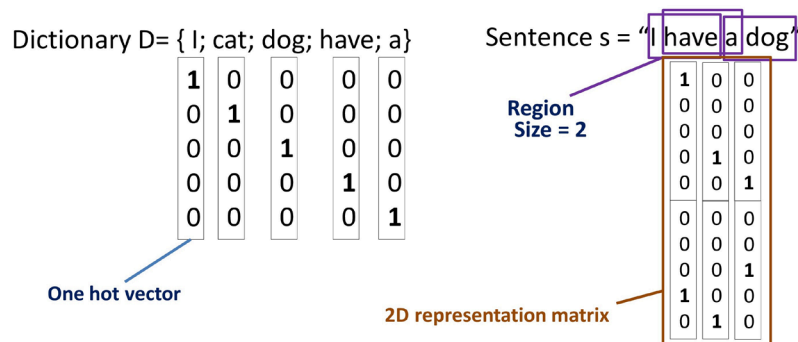 Dictionary D= { I; cat; dog; have; a}
1 0 0 0 0
0 1 0 0 0
0 0 1 0 0
0 0 0 1 0
0 0 0 0 1
One hot vector
Sentence s = “I have a dog”
Region
Size = 2
1 0 0
0 0 0
0 0 0
0 1 0
0 0 1
0 0 0
0 0 0
0 0 1
1 0 0
0 1 0
2D representation matrix